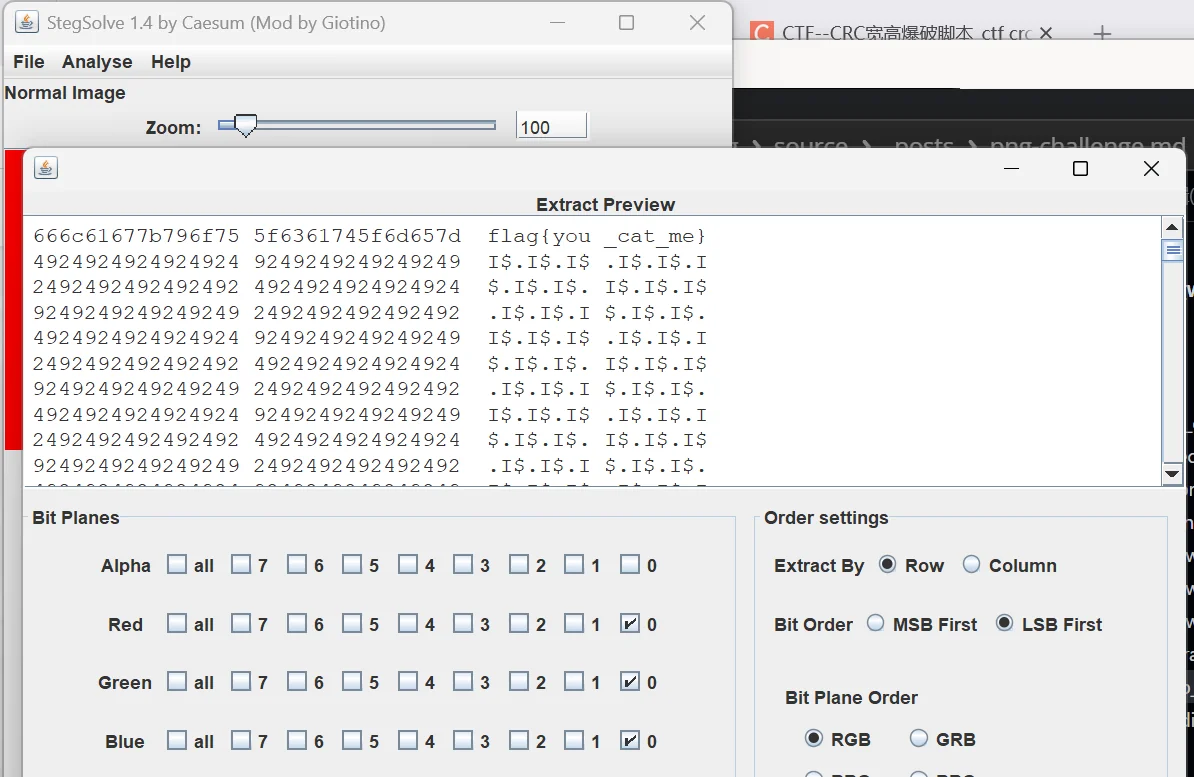 StegSolve 1.4 by Caesum (Mod by Giotino)
CTF--CRC宽高爆破脚本_ctf crc
File Analyse Help
Normal Image
Zoom: 100
source > _posts > png-challenge.md
Extract Preview
666c61677b796f75 5f6361745f6d657d flag{you _cat_me}
4924924924924924 9249249249249249 I$.I$.I$ .I$.I$.I
2492492492492492 4924924924924924 $.I$.I$. I$.I$.I$
9249249249249249 2492492492492492 .I$.I$.I $.I$.I$.
4924924924924924 9249249249249249 I$.I$.I$ .I$.I$.I
2492492492492492 4924924924924924 $.I$.I$. I$.I$.I$
9249249249249249 2492492492492492 .I$.I$.I $.I$.I$.
4924924924924924 9249249249249249 I$.I$.I$ .I$.I$.I
2492492492492492 4924924924924924 $.I$.I$. I$.I$.I$
9249249249249249 2492492492492492 .I$.I$.I $.I$.I$.
Bit Planes
Alpha all 7 6 5 4 3 2 1 0
Red all 7 6 5 4 3 2 1 0
Green all 7 6 5 4 3 2 1 0
Blue all 7 6 5 4 3 2 1 0
Order settings
Extract By Row Column
Bit Order MSB First LSB First
Bit Plane Order
RGB GRB